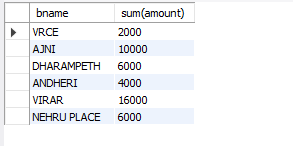 bname sum(amount)
VRCE 2000
AJNI 10000
DHARAMPETH 6000
ANDHERI 4000
VIRAR 16000
NEHRU PLACE 6000